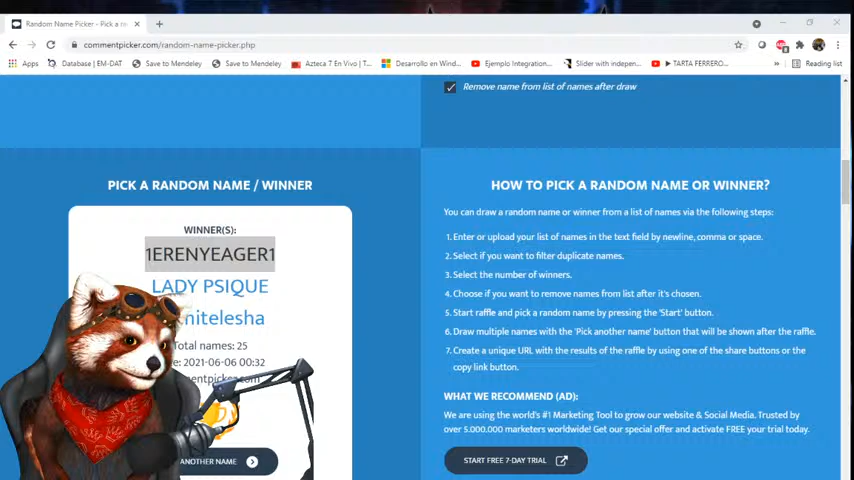 Random Name Picker - Pick a r
commentpicker.com/random-name-picker.php
Apps
Database | EM-DAT
Save to Mendeley
Save to Mendeley
Azteca 7 En Vivo | T...
Desarrollo en Wind...
Ejemplo Integration...
Slider with indepen...
TARTA FERRERO...
Reading list
Remove name from list of names after draw
PICK A RANDOM NAME / WINNER
WINNER(S):
1ERENYEAGER1
LADY PSIQUE
mitelesha
Total names: 25
e: 2021-06-06 00:32
mentpicker.com
ANOTHER NAME
HOW TO PICK A RANDOM NAME OR WINNER?
You can draw a random name or winner from a list of names via the following steps:
1. Enter or upload your list of names in the text field by newline, comma or space.
2. Select if you want to filter duplicate names.
3. Select the number of winners.
4. Choose if you want to remove names from list after it's chosen.
5. Start raffle and pick a random name by pressing the 'Start' button.
6. Draw multiple names with the 'Pick another name' button that will be shown after the raffle.
7. Create a unique URL with the results of the raffle by using one of the share buttons or the
copy link button.
WHAT WE RECOMMEND (AD):
We are using the world's #1 Marketing Tool to grow our website & Social Media. Trusted by
over 5.000.000 marketers worldwide! Get our special offer and activate FREE your trial today.
START FREE 7-DAY TRIAL